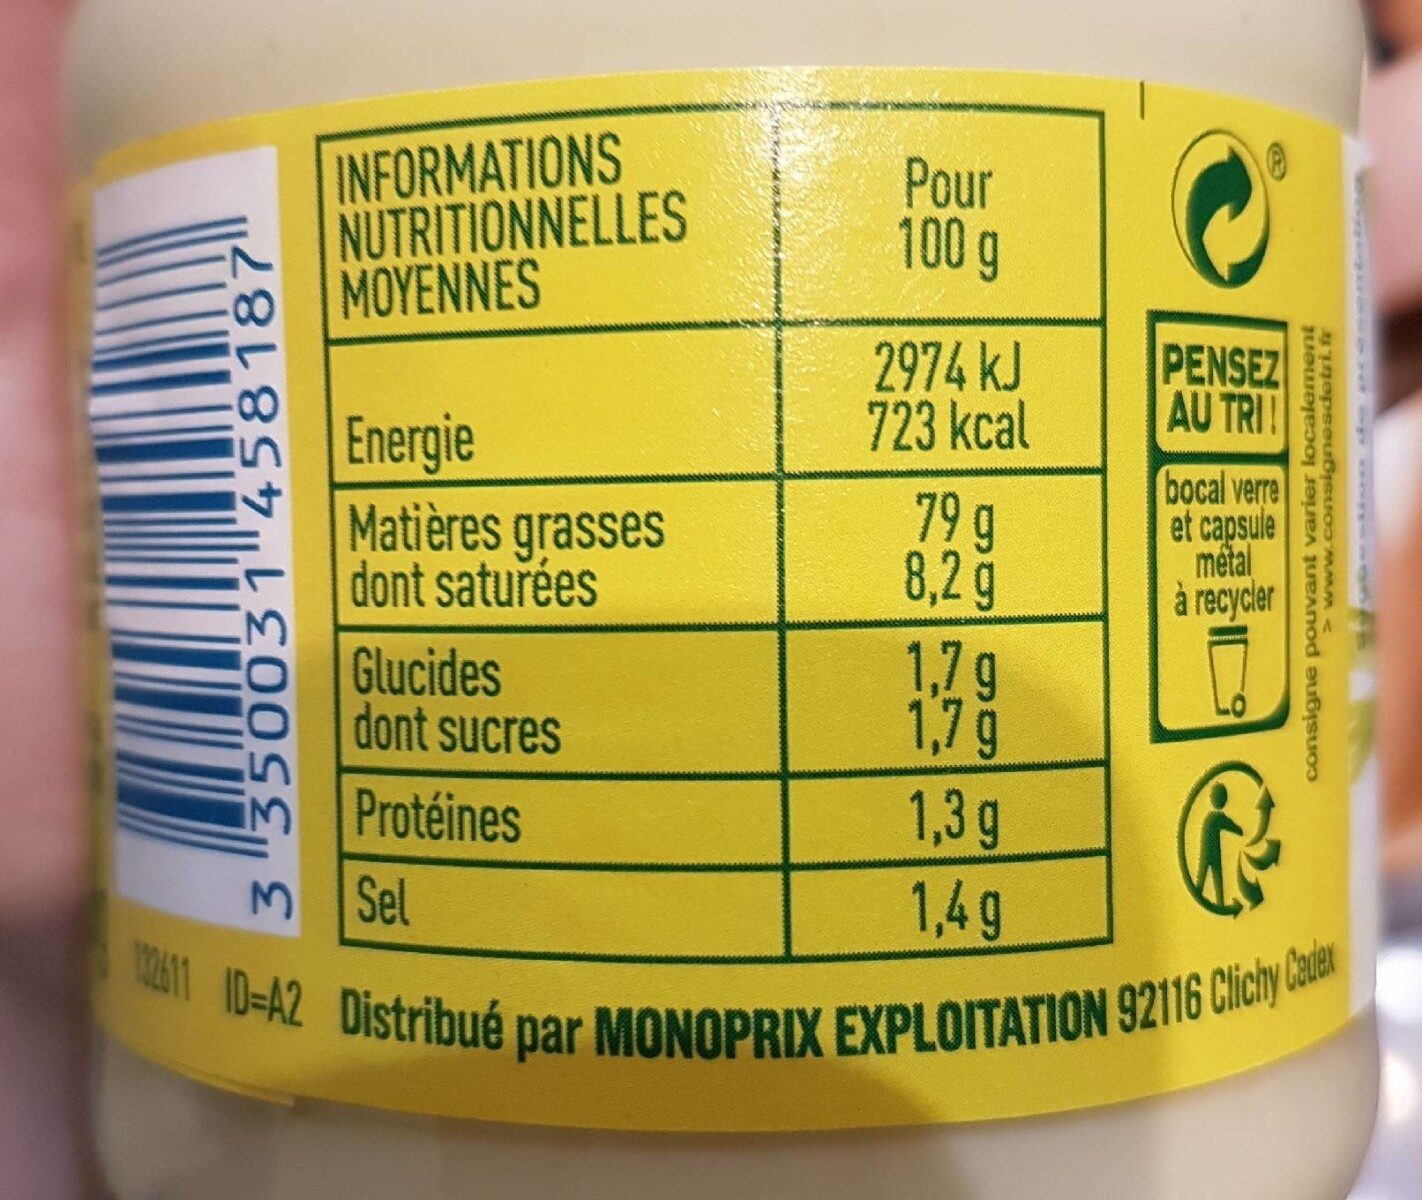 3 350031 458187
INFORMATIONS
NUTRITIONNELLES
MOYENNES
Pour
100 g
Energie
2974 kJ
723 kcal
Matières grasses
79 g
dont saturées
8,2 g
Glucides
1,7 g
dont sucres
1,7 g
Protéines
1,3 g
Sel
1,4 g
®
PENSEZ
AU TRI !
bocal verre
et capsule
métal
à recycler
consigne pouvant varier localement
> www.consignesdetri.fr
132611 ID=A2
Distribué par MONOPRIX EXPLOITATION 92116 Clichy Cedex